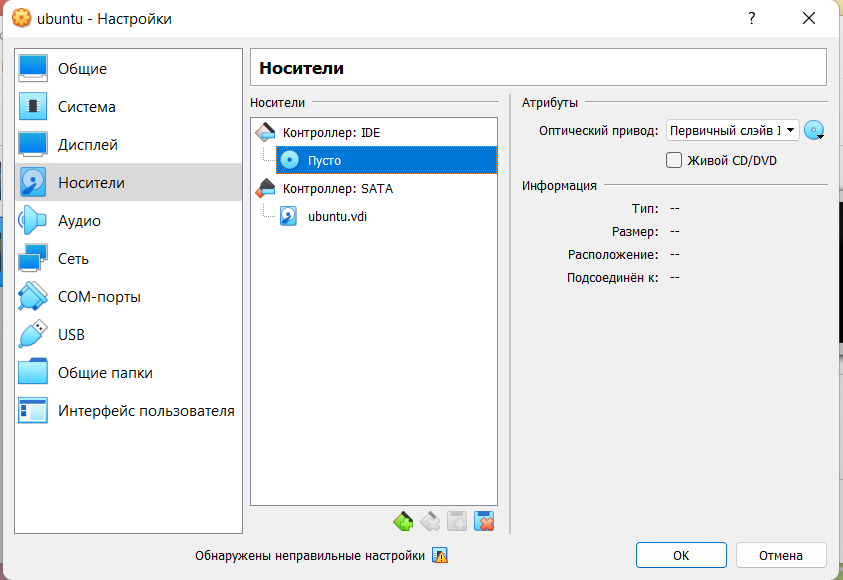 ubuntu - Настройки
?
Общие
Система
Дисплей
Носители
Аудио
Сеть
COM-порты
USB
Общие папки
Интерфейс пользователя
Носители
Носители
Контроллер: IDE
Пусто
Контроллер: SATA
ubuntu.vdi
Атрибуты
Оптический привод: Первичный слэйв I
Живой CD/DVD
Информация
Тип: --
Размер: --
Расположение: --
Подсоединён к: --
Обнаружены неправильные настройки
OK
Отмена